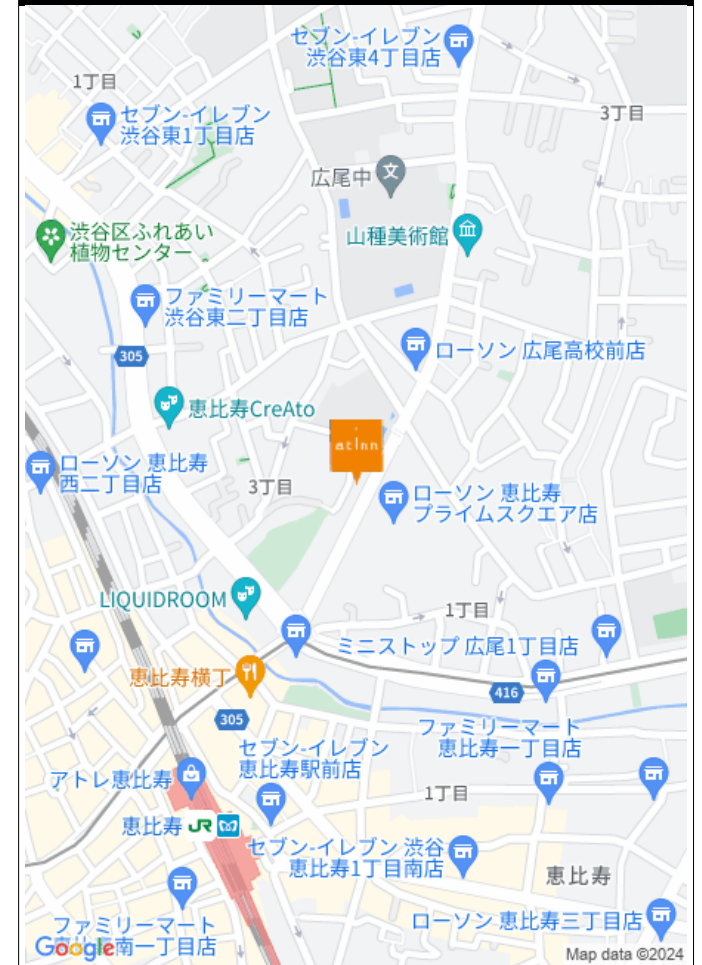 セブン-イレブン
渋谷東4丁目店
1丁目
セブン-イレブン
渋谷東1丁目店
3丁目
広尾中
文
渋谷区ふれあい
植物センター
山種美術館
ファミリーマート
渋谷東二丁目店
305
ローソン 広尾高校前店
恵比寿CreAto
at Inn
ローソン 恵比寿
西二丁目店
3丁目
ローソン 恵比寿
プライムスクエア店
LIQUIDROOM
1丁目
ミニストップ 広尾1丁目店
恵比寿横丁
416
305
ファミリーマート
恵比寿一丁目店
セブン-イレブン
恵比寿駅前店
アトレ恵比寿
1丁目
恵比寿 JR
セブン-イレブン 渋谷
恵比寿1丁目南店
恵比寿
ローソン 恵比寿三丁目店
ファミリーマート
南一丁目店
Google
Map data ©2024